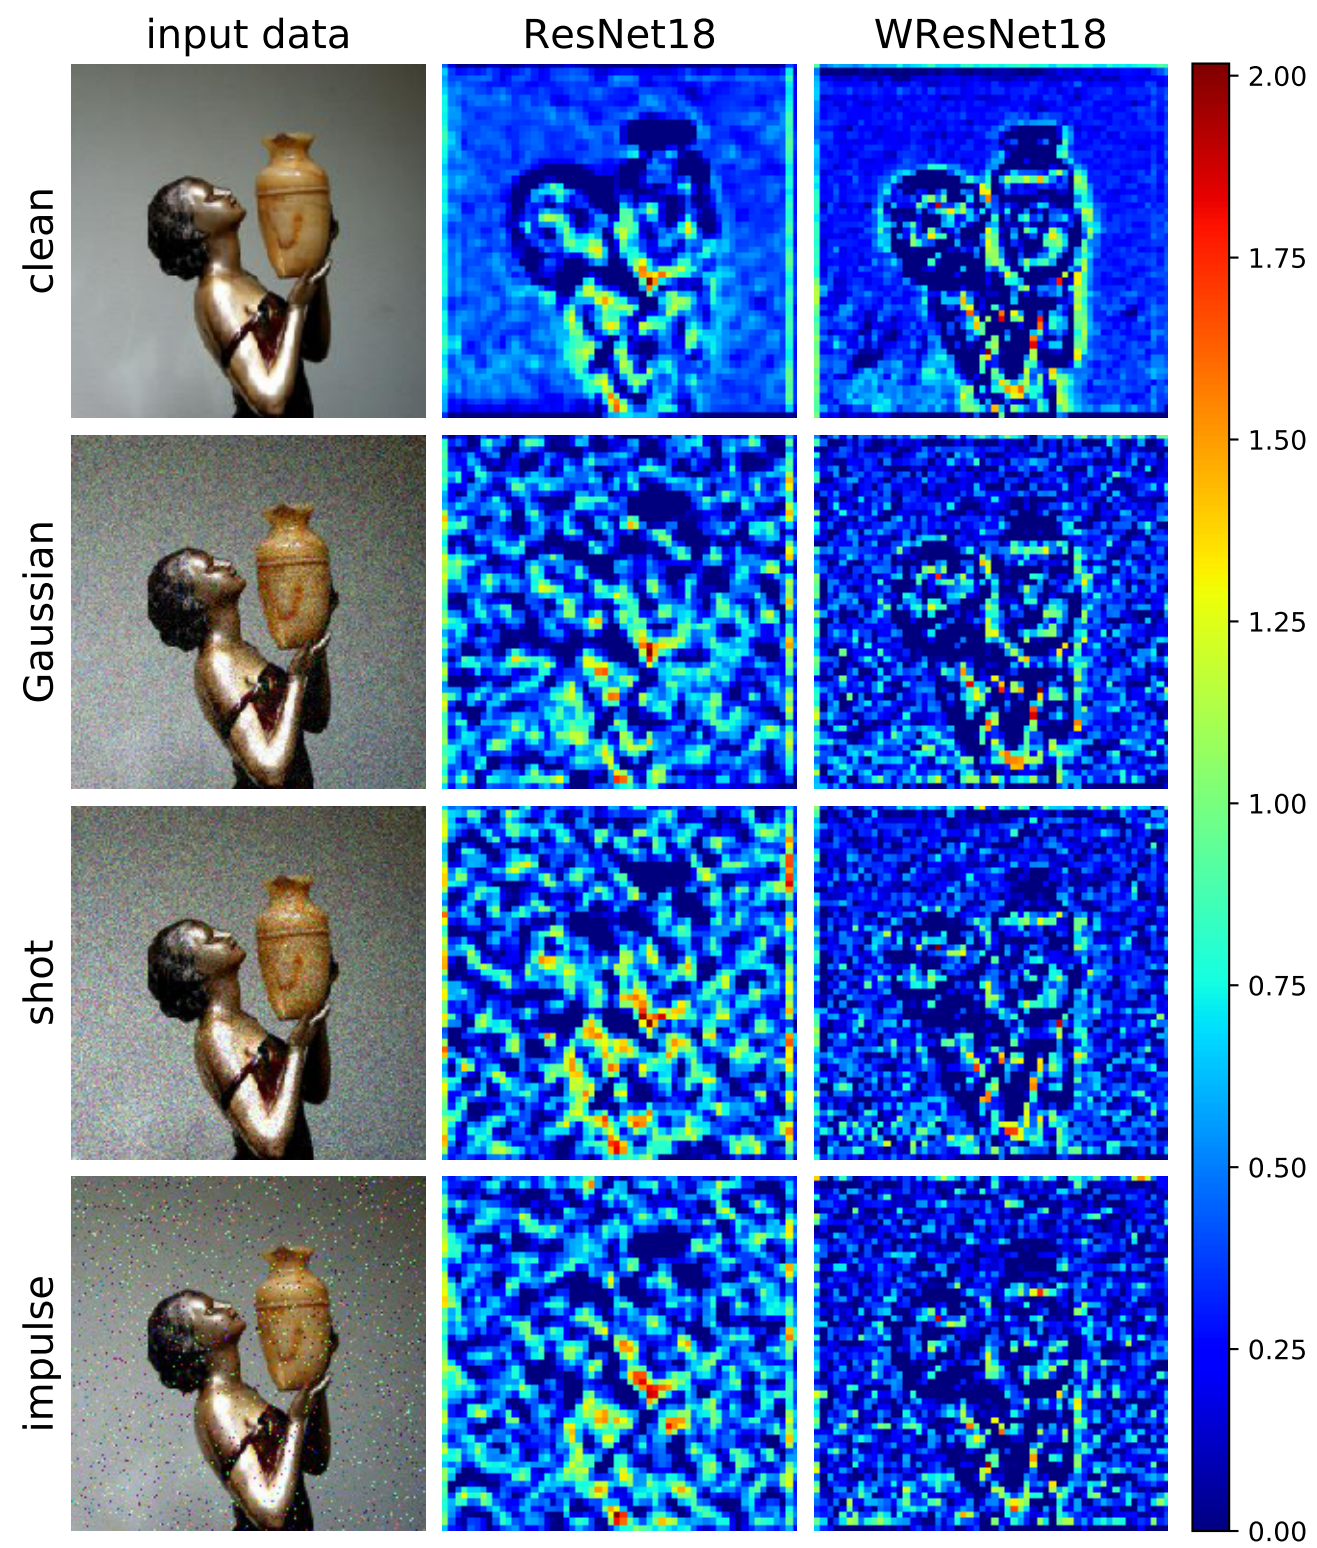 input data
ResNet18
WResNet18
clean
Gaussian
shot
impulse
2.00
1.75
1.50
1.25
1.00
0.75
0.50
0.25
0.00